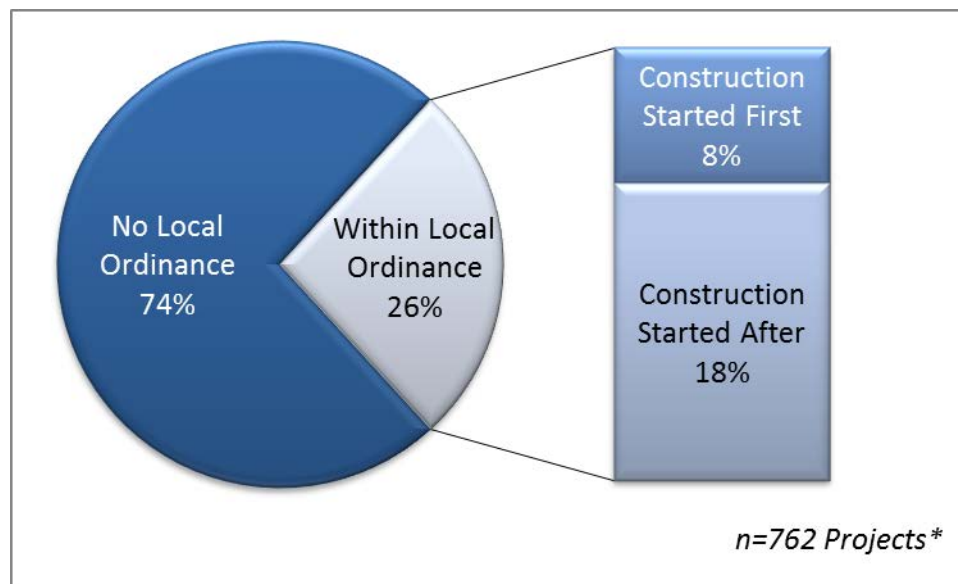 No Local
Ordinance
74%
Within Local
Ordinance
26%
Construction
Started First
8%
Construction
Started After
18%
n=762 Projects*